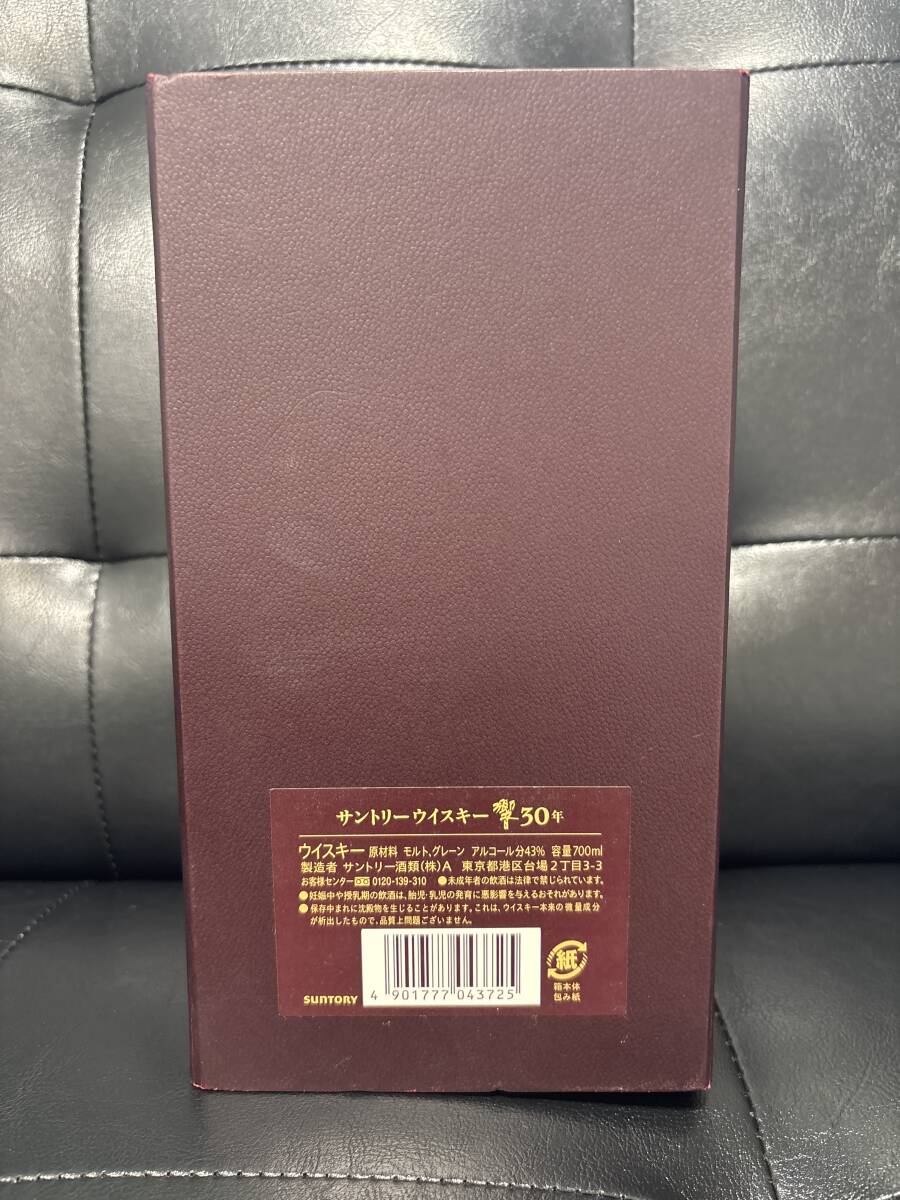 サントリーウイスキー 響30年
ウイスキー 原材料 モルト、グレーン アルコール分43% 容量700ml
製造者 サントリー酒類(株)A 東京都港区台場2丁目3-3
お客様センター 0120-139-310 ●未成年者の飲酒は法律で禁じられています。
●妊娠中や授乳期の飲酒は、胎児・乳児の発育に悪影響を与えるおそれがあります。
●保存中まれに沈殿物を生じることがあります。これは、ウイスキー本来の微量成分
が析出したもので、品質上問題ございません。
紙
箱本体
包み紙
SUNTORY
4 901777 043725